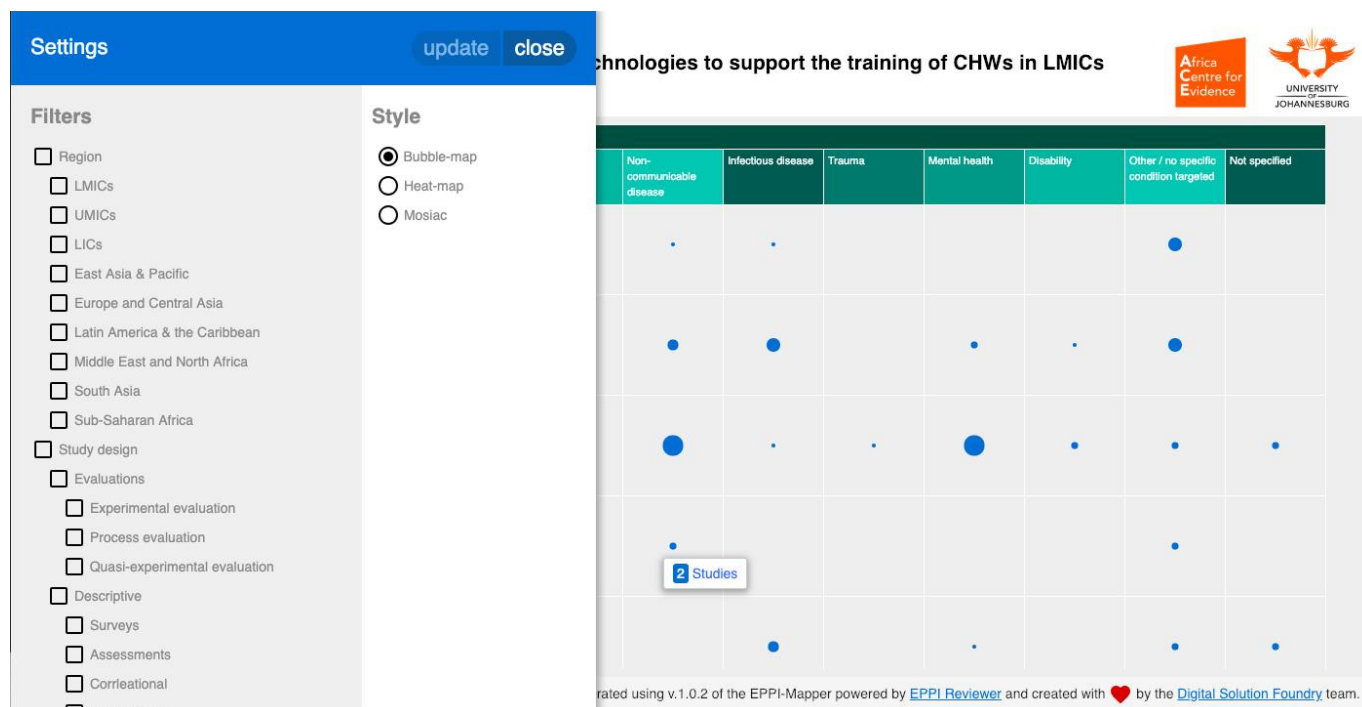 Settings
update close
chnologies to support the training of CHWs in LMICs
Africa
Centre for
Evidence
UNIVERSITY
OF
JOHANNESBURG
Filters
Region
LMICs
UMICs
LICs
East Asia & Pacific
Europe and Central Asia
Latin America & the Caribbean
Middle East and North Africa
South Asia
Sub-Saharan Africa
Study design
Evaluations
Experimental evaluation
Process evaluation
Quasi-experimental evaluation
Descriptive
Surveys
Assessments
Corrleational
Style
Bubble-map
Heat-map
Mosiac
Non-
communicable
disease
Infectious disease
Trauma
Mental health
Disability
Other / no specific
condition targeted
Not specified
2 Studies
rated using v.1.0.2 of the EPPI-Mapper powered by EPPI Reviewer and created with by the Digital Solution Foundry team.